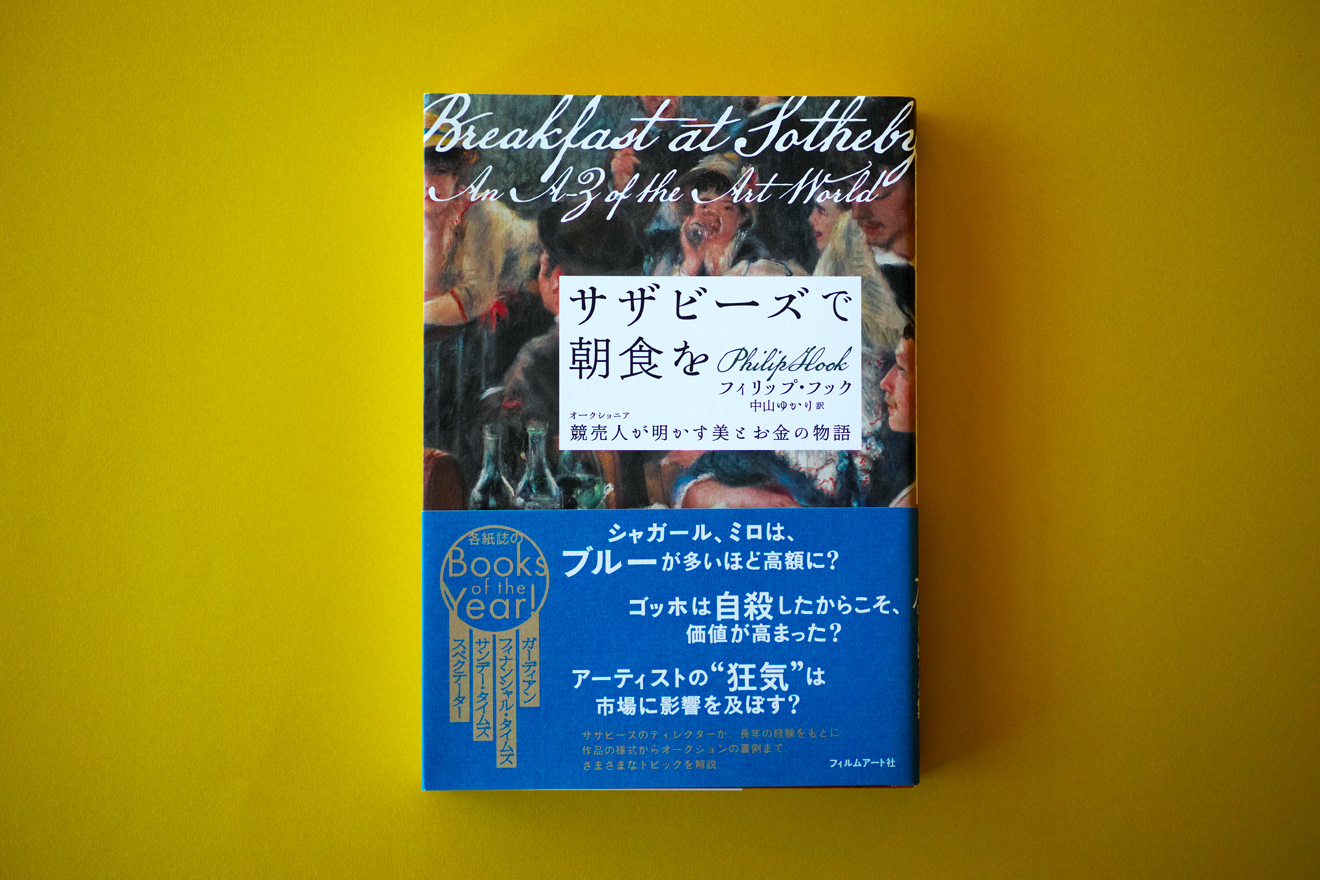 Breakfast at Sotheby
An A-Z of the Art World
サザビーズで
朝食を
Philip Hook
フィリップ・フック
中山ゆかり 訳
オークショニア
競売人が明かす美とお金の物語
各紙誌の
Books
of the
Year!
ガーディアン
フィナンシャル・タイムズ
サンデー・タイムズ
スペクテーター
シャガール、ミロは、
ブルーが多いほど高額に？
ゴッホは自殺したからこそ、
価値が高まった？
アーティストの“狂気”は
市場に影響を及ぼす？
サザビーズのディレクターが、長年の経験をもとに
作品の様式からオークションの裏側まで
さまざまなトピックを解説
フィルムアート社